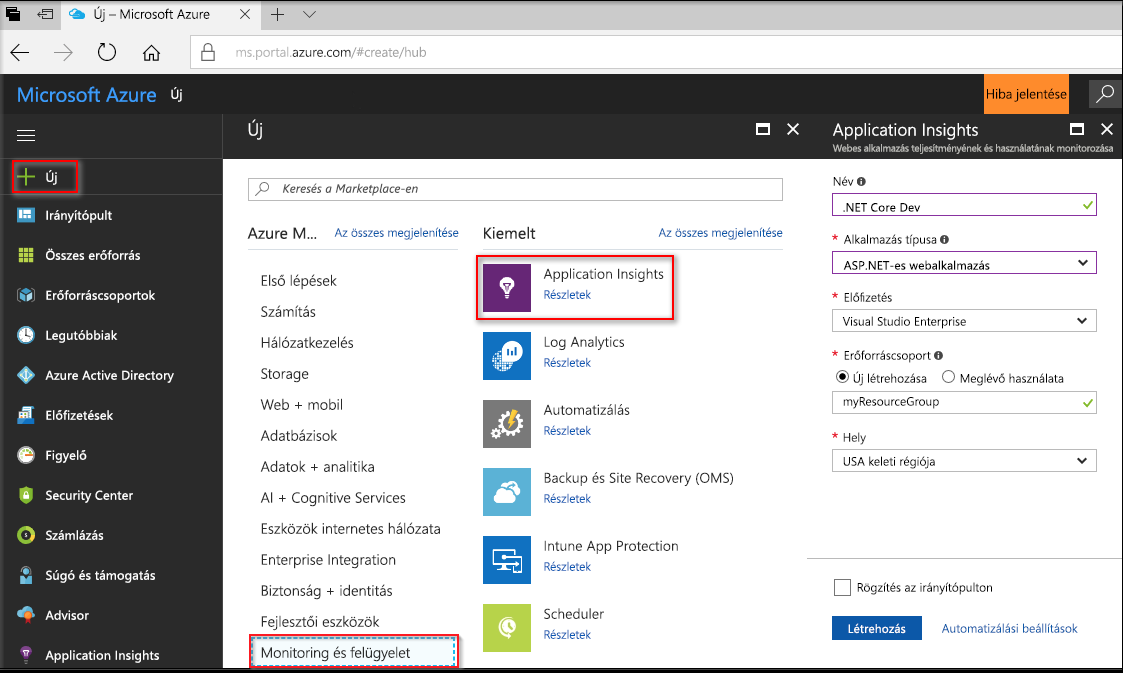 Új – Microsoft Azure
ms.portal.azure.com/#create/hub
Microsoft Azure Új
Hiba jelentése
Új
Irányítópult
Összes erőforrás
Erőforráscsoportok
Legutóbbiak
Azure Active Directory
Előfizetések
Figyelő
Security Center
Számlázás
Súgó és támogatás
Advisor
Application Insights
Új
Keresés a Marketplace-en
Azure M... Az összes megjelenítése
Első lépések
Számítás
Hálózatkezelés
Storage
Web + mobil
Adatbázisok
Adatok + analitika
AI + Cognitive Services
Eszközök internetes hálózata
Enterprise Integration
Biztonság + identitás
Fejlesztői eszközök
Monitoring és felügyelet
Kiemelt Az összes megjelenítése
Application Insights
Részletek
Log Analytics
Részletek
Automatizálás
Részletek
Backup és Site Recovery (OMS)
Részletek
Intune App Protection
Részletek
Scheduler
Részletek
Application Insights
Webes alkalmazás teljesítményének és használatának monitorozása
Név
.NET Core Dev
* Alkalmazás típusa
ASP.NET-es webalkalmazás
* Előfizetés
Visual Studio Enterprise
* Erőforráscsoport
Új létrehozása Meglévő használata
myResourceGroup
* Hely
USA keleti régiója
Rögzítés az irányítópulton
Létrehozás Automatizálási beállítások